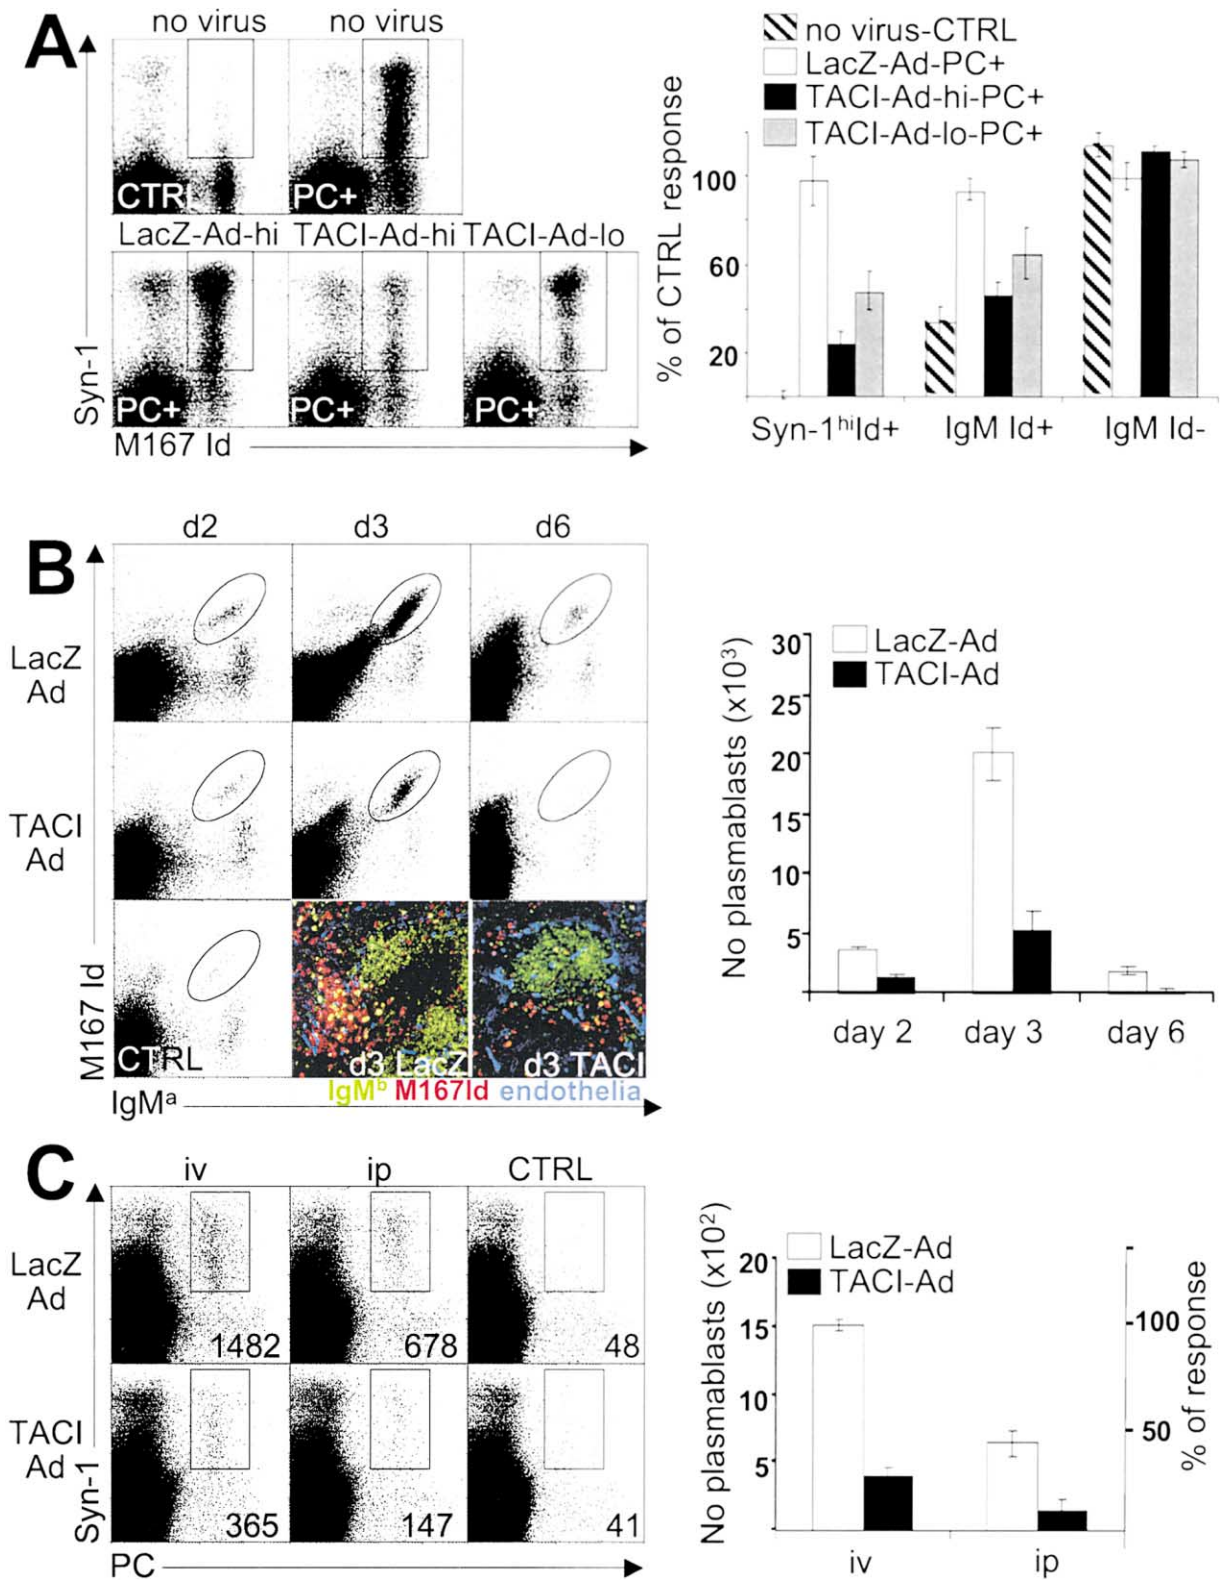 A
no virus
no virus
CTRL
PC+
LacZ-Ad-hi
TACI-Ad-hi
TACI-Ad-lo
PC+
PC+
PC+
Syn-1
M167 Id
no virus-CTRL
LacZ-Ad-PC+
TACI-Ad-hi-PC+
TACI-Ad-lo-PC+
% of CTRL response
100
60
20
Syn-1hiId+
IgM Id+
IgM Id-
B
d2
d3
d6
LacZ
Ad
TACI
Ad
CTRL
d3 LacZ
d3 TACI
IgMb M167Id endothelia
M167 Id
IgMa
LacZ-Ad
TACI-Ad
No plasmablasts (x103)
30
25
20
15
10
5
day 2
day 3
day 6
C
iv
ip
CTRL
LacZ
Ad
1482
678
48
TACI
Ad
365
147
41
Syn-1
PC
LacZ-Ad
TACI-Ad
No plasmablasts (x102)
20
15
10
5
100
50
% of response
iv
ip